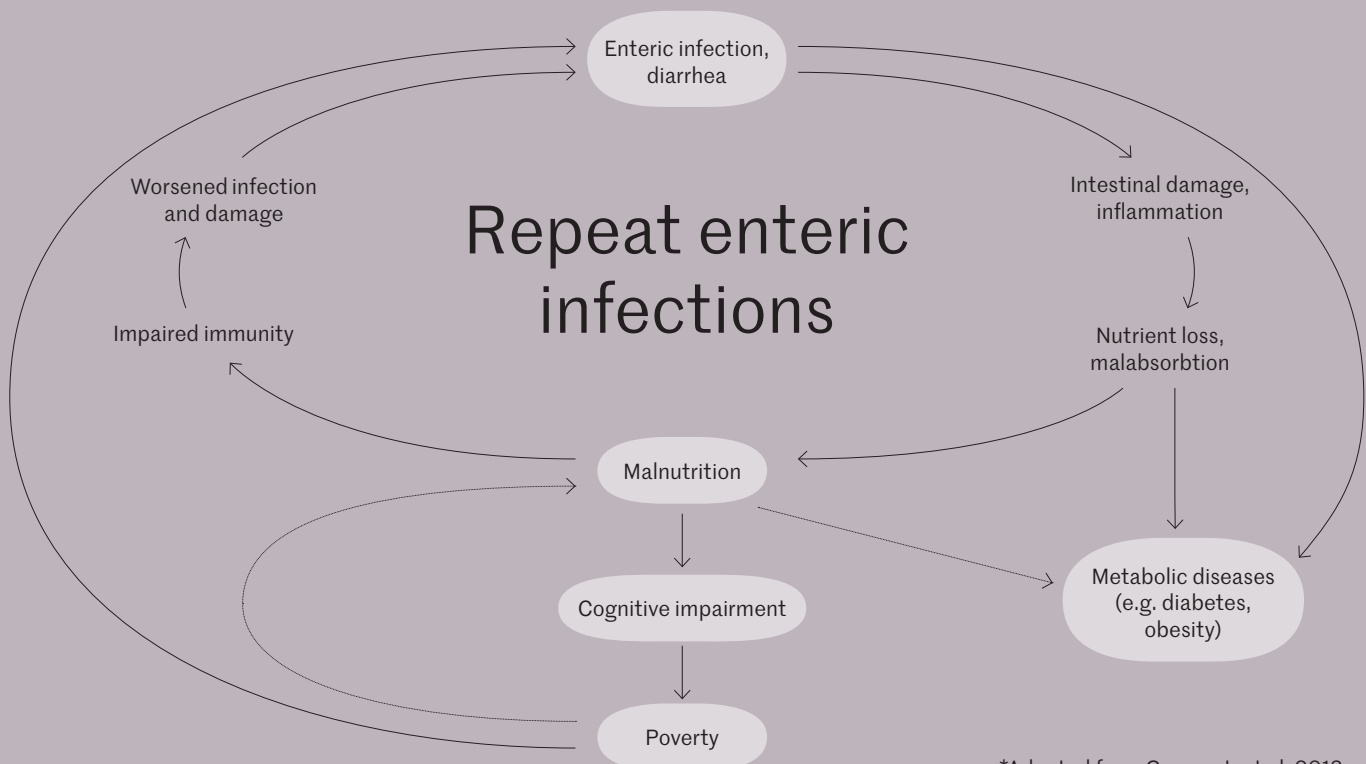 Enteric infection,
diarrhea
Worsened infection
and damage
Intestinal damage,
inflammation
Repeat enteric
infections
Impaired immunity
Nutrient loss,
malabsorbtion
Malnutrition
Metabolic diseases
(e.g. diabetes,
obesity)
Cognitive impairment
Poverty